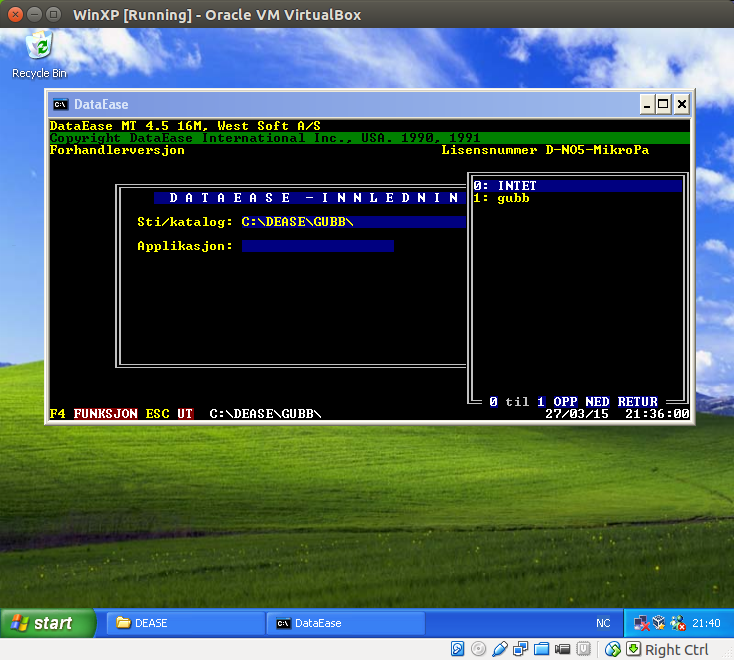 WinXP [Running] - Oracle VM VirtualBox
Recycle Bin
C:\ DataEase
DataEase MT 4.5 16M, West Soft A/S
Copyright DataEase International Inc., USA. 1990, 1991
Forhandlerversjon Lisensnummer D-NO5-MikroPa
D A T A E A S E - I N N L E D N I N
0: INTET
1: gubb
Sti/katalog: C:\DEASE\GUBB\
Applikasjon:
0 til 1 OPP NED RETUR
F4 FUNKSJON ESC UT C:\DEASE\GUBB\ 27/03/15 21:36:00
start DEASE C:\ DataEase NC 21:40
Right Ctrl